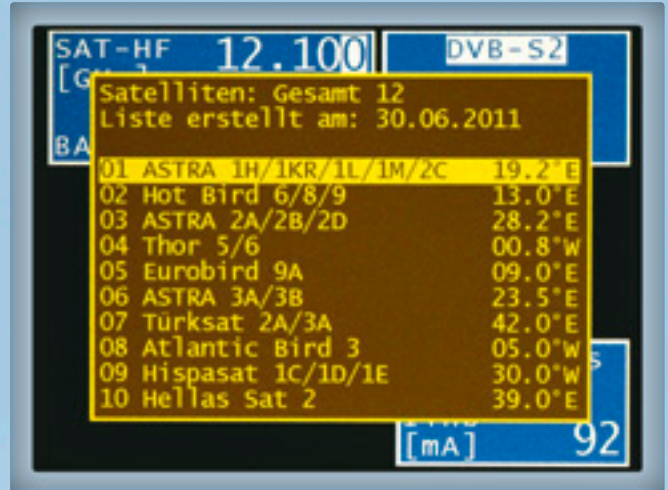 SAT-HF 12.100
DVB-S2
Satelliten: Gesamt 12
Liste erstellt am: 30.06.2011
BA
01 ASTRA 1H/1KR/1L/1M/2C 19.2°E
02 Hot Bird 6/8/9 13.0°E
03 ASTRA 2A/2B/2D 28.2°E
04 Thor 5/6 00.8°W
05 Eurobird 9A 09.0°E
06 ASTRA 3A/3B 23.5°E
07 Türksat 2A/3A 42.0°E
08 Atlantic Bird 3 05.0°W
09 Hispasat 1C/1D/1E 30.0°W
10 Hellas Sat 2 39.0°E
[mA] 92